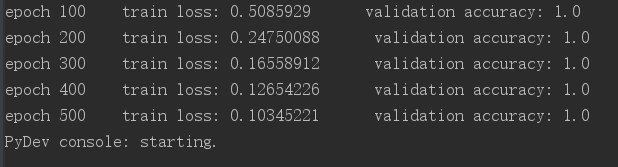 epoch 100    train loss: 0.5085929      validation accuracy: 1.0
epoch 200    train loss: 0.24750088      validation accuracy: 1.0
epoch 300    train loss: 0.16558912      validation accuracy: 1.0
epoch 400    train loss: 0.12654226      validation accuracy: 1.0
epoch 500    train loss: 0.10345221      validation accuracy: 1.0
PyDev console: starting.